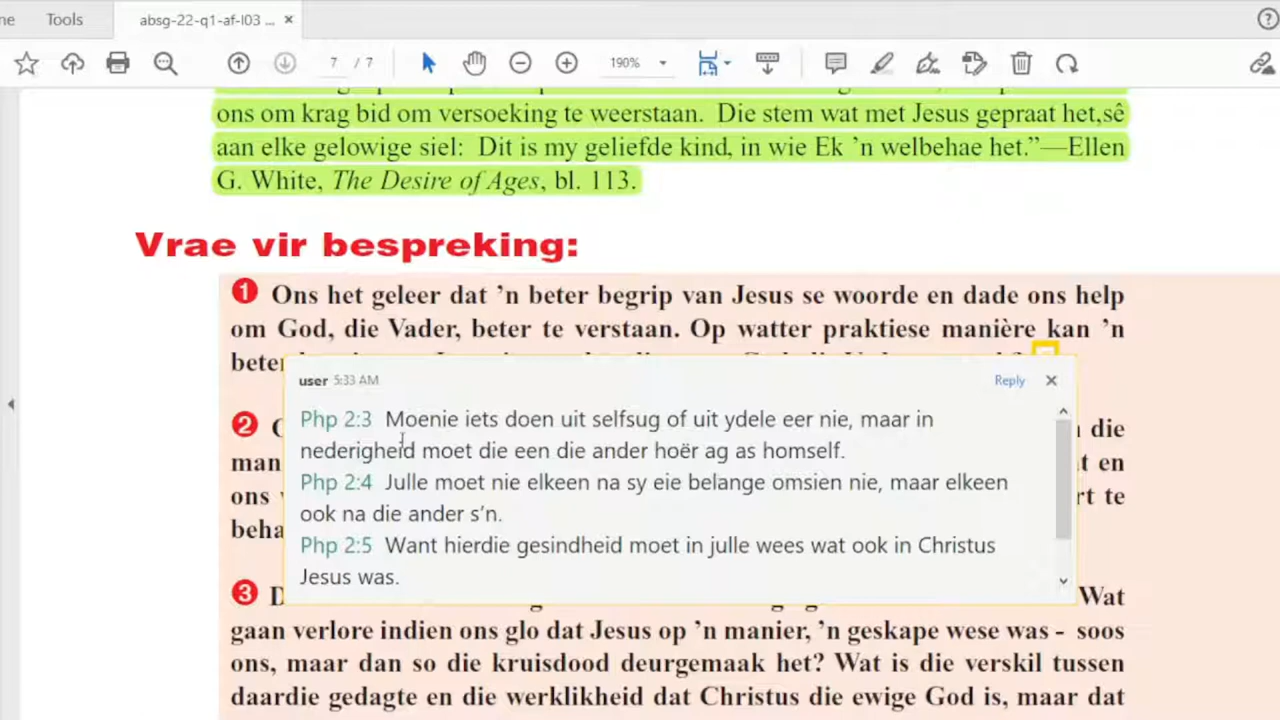 Tools absg-22-q1-af-l03 ...
7 / 7 190%
ons om krag bid om versoeking te weerstaan. Die stem wat met Jesus gepraat het,sê
aan elke gelowige siel: Dit is my geliefde kind, in wie Ek ’n welbehae het.”—Ellen
G. White, The Desire of Ages, bl. 113.
Vrae vir bespreking:
1 Ons het geleer dat ’n beter begrip van Jesus se woorde en dade ons help
om God, die Vader, beter te verstaan. Op watter praktiese manière kan ’n
user 5:33 AM Reply
Php 2:3 Moenie iets doen uit selfsug of uit ydele eer nie, maar in
nederigheid moet die een die ander hoër ag as homself.
Php 2:4 Julle moet nie elkeen na sy eie belange omsien nie, maar elkeen
ook na die ander s’n.
Php 2:5 Want hierdie gesindheid moet in julle wees wat ook in Christus
Jesus was.
2 die
en
ons te
3 Wat
gaan verlore indien ons glo dat Jesus op ’n manier, ’n geskape wese was - soos
ons, maar dan so die kruisdood deurgemaak het? Wat is die verskil tussen
daardie gedagte en die werklikheid dat Christus die ewige God is, maar dat